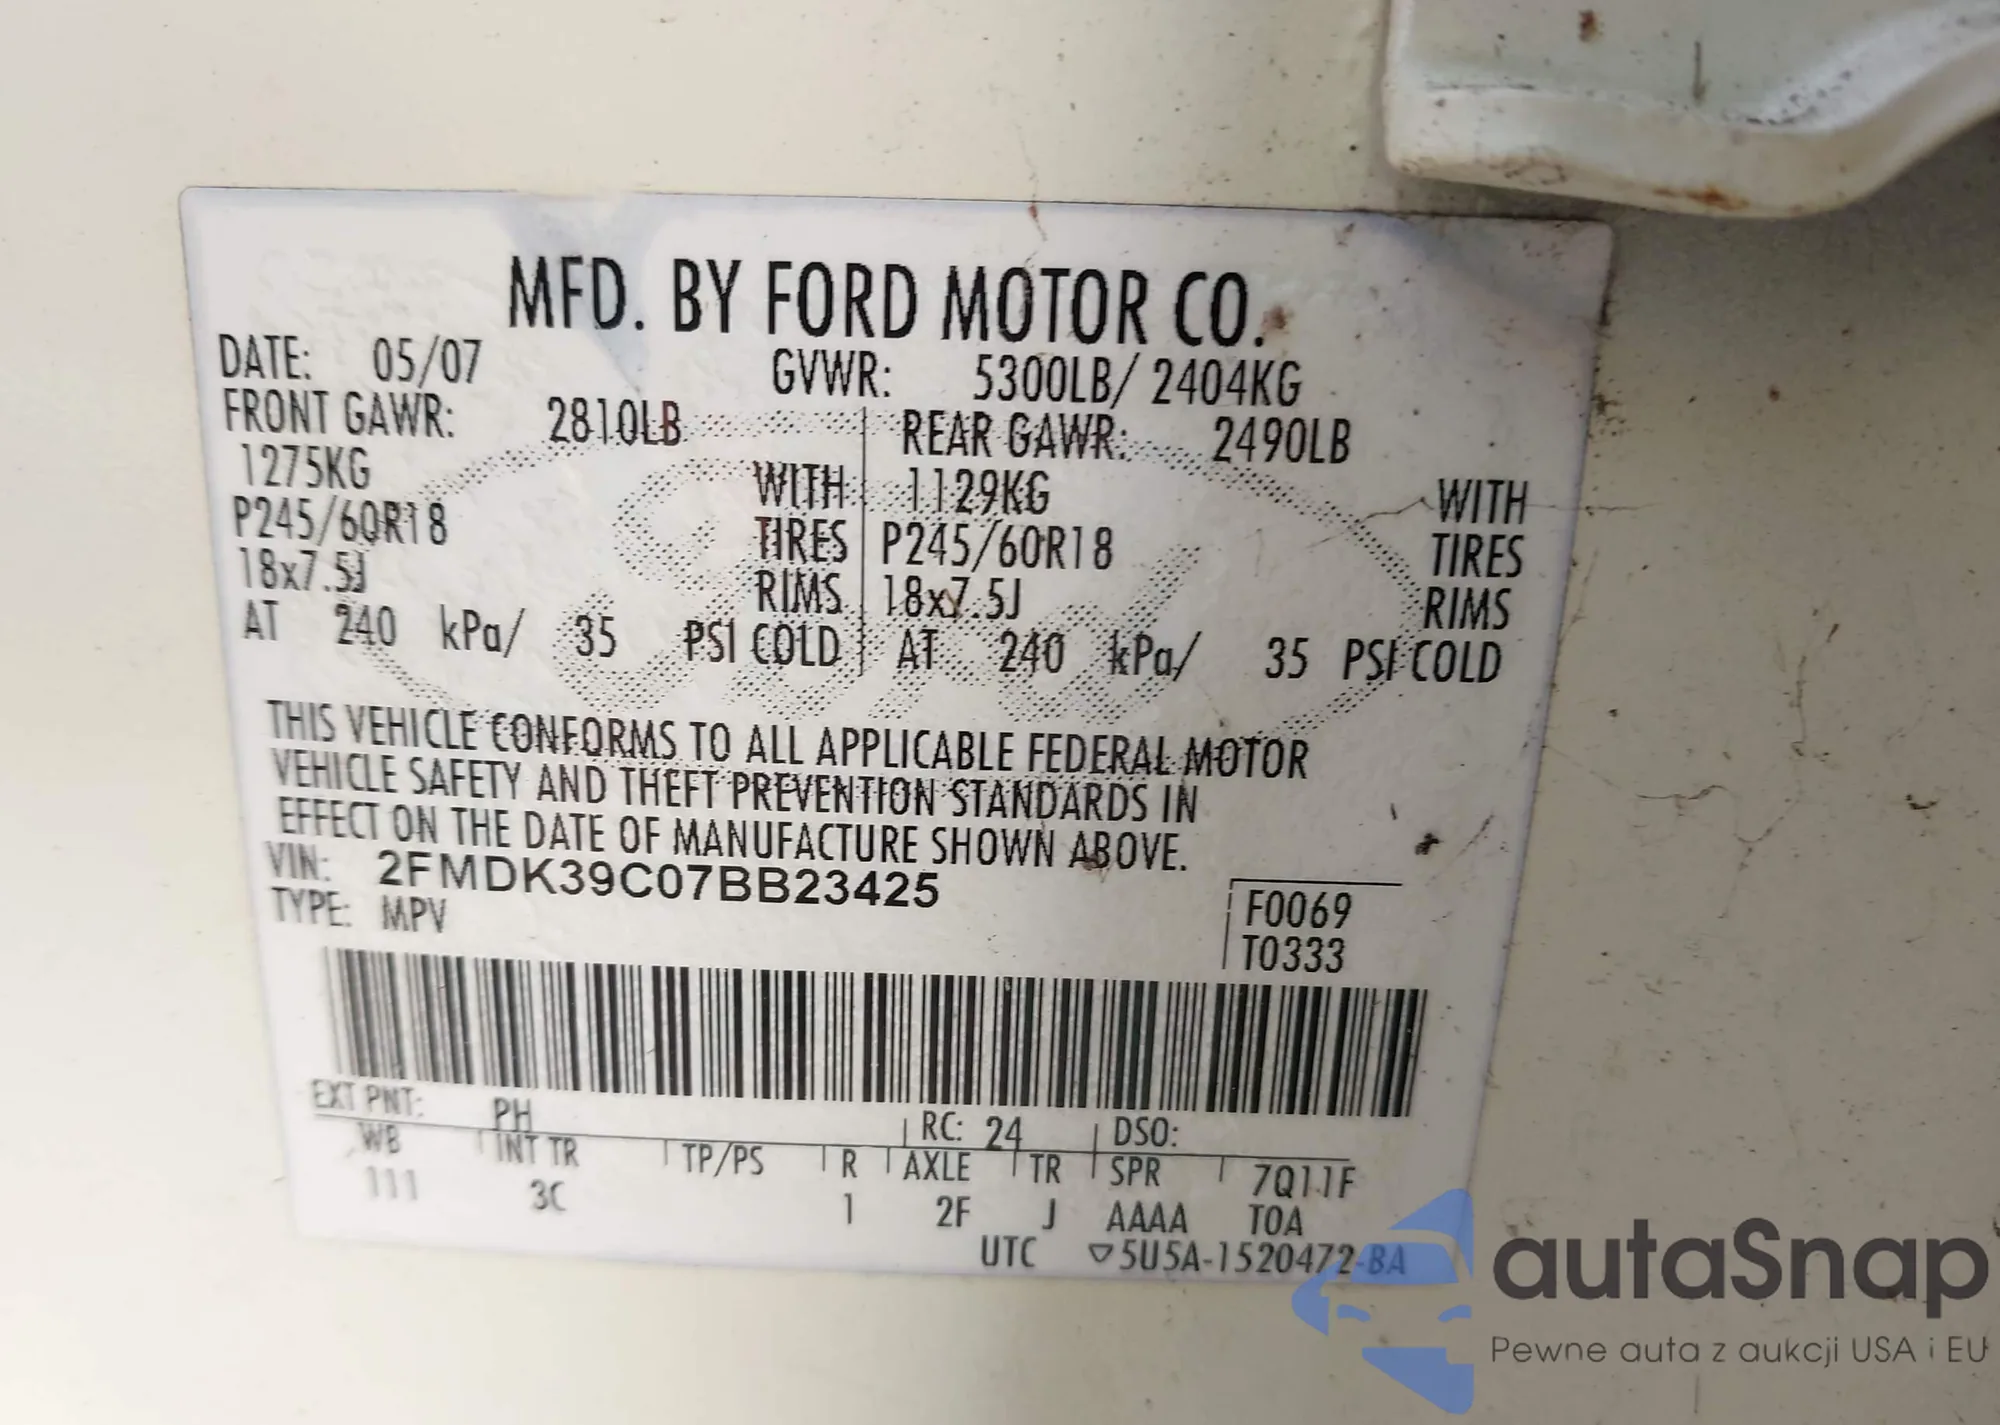 MFD. BY FORD MOTOR CO.
DATE: 05/07 GVWR: 5300LB/ 2404KG
FRONT GAWR: 2810LB REAR GAWR: 2490LB
1275KG WITH 1129KG WITH
P245/60R18 TIRES P245/60R18 TIRES
18x7.5J RIMS 18x7.5J RIMS
AT 240 kPa/ 35 PSI COLD AT 240 kPa/ 35 PSI COLD
THIS VEHICLE CONFORMS TO ALL APPLICABLE FEDERAL MOTOR
VEHICLE SAFETY AND THEFT PREVENTION STANDARDS IN
EFFECT ON THE DATE OF MANUFACTURE SHOWN ABOVE.
VIN: 2FMDK39C07BB23425
TYPE: MPV
F0069
T0333
EXT PNT: PH RC: 24 DSO:
WB INT TR TP/PS R AXLE TR SPR 7Q11F
111 3C 1 2F J AAAA TOA
UTC ▽5U5A-1520472-BA
autaSnap
Pewne auta z aukcji USA i EU